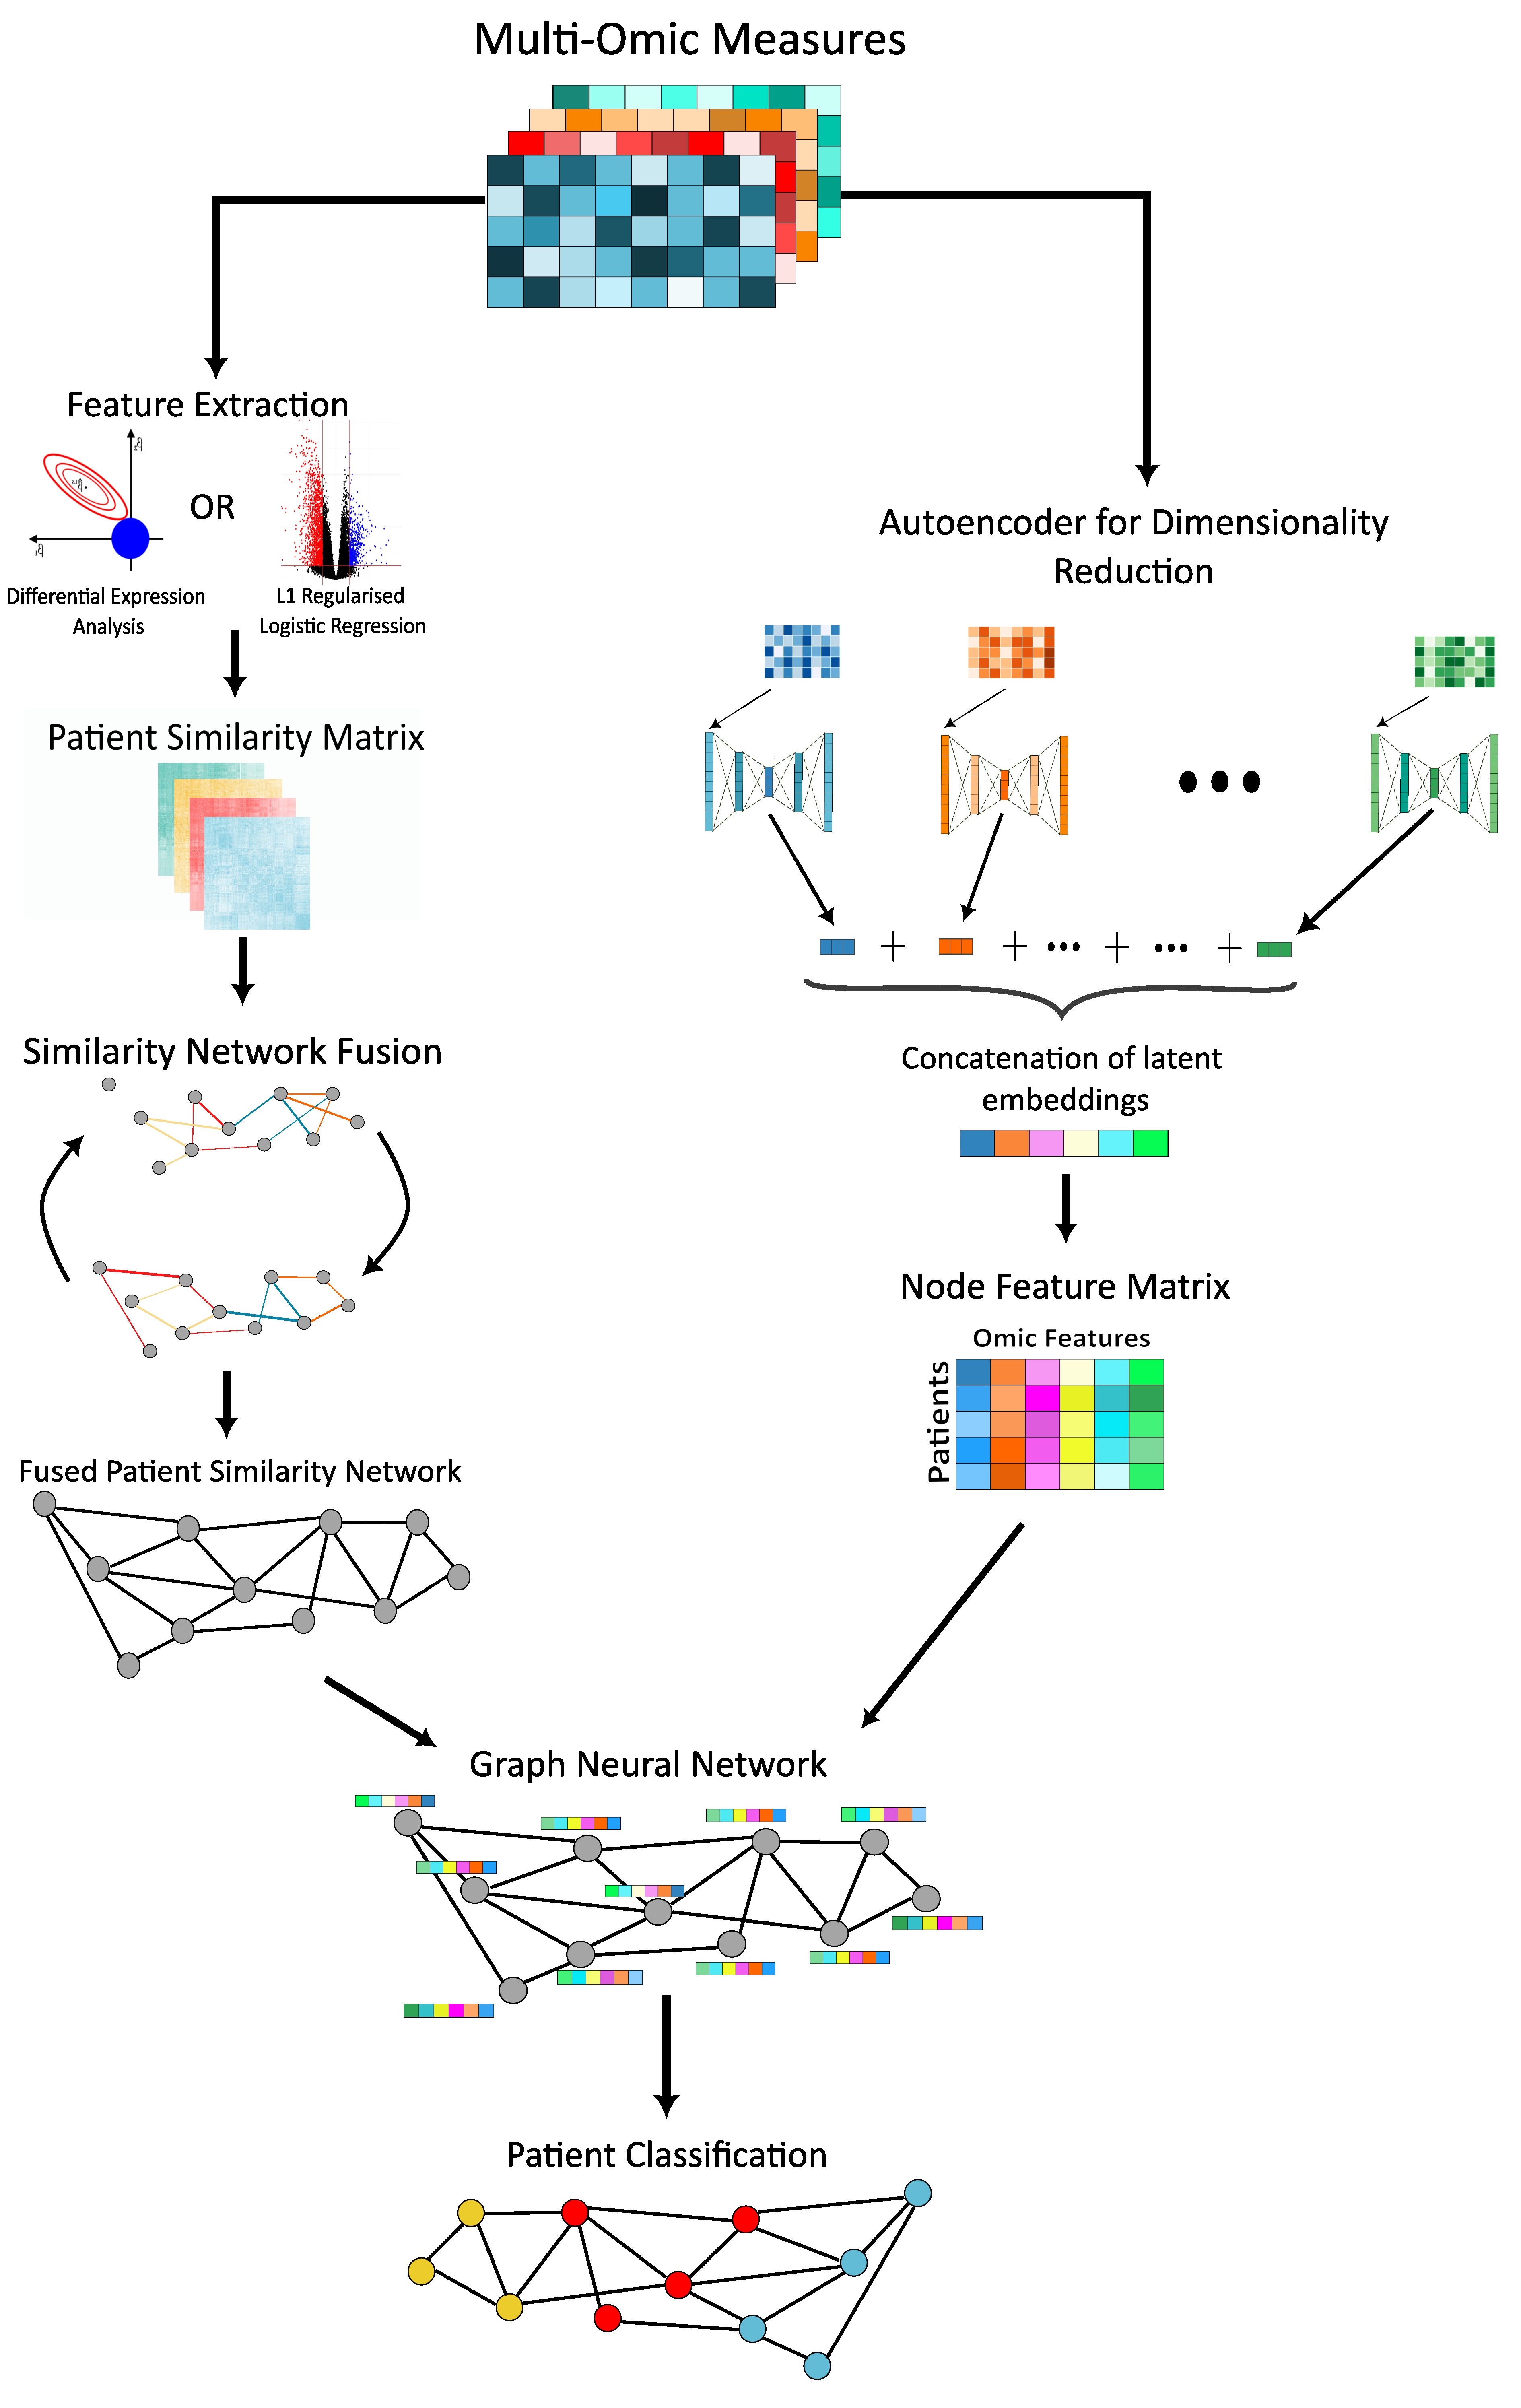 Multi-Omic Measures
Feature Extraction
OR
Differential Expression
Analysis
L1 Regularised
Logistic Regression
Patient Similarity Matrix
Similarity Network Fusion
Fused Patient Similarity Network
Autoencoder for Dimensionality
Reduction
+ + ••• + ••• +
Concatenation of latent
embeddings
Node Feature Matrix
Omic Features
Patients
Graph Neural Network
Patient Classification